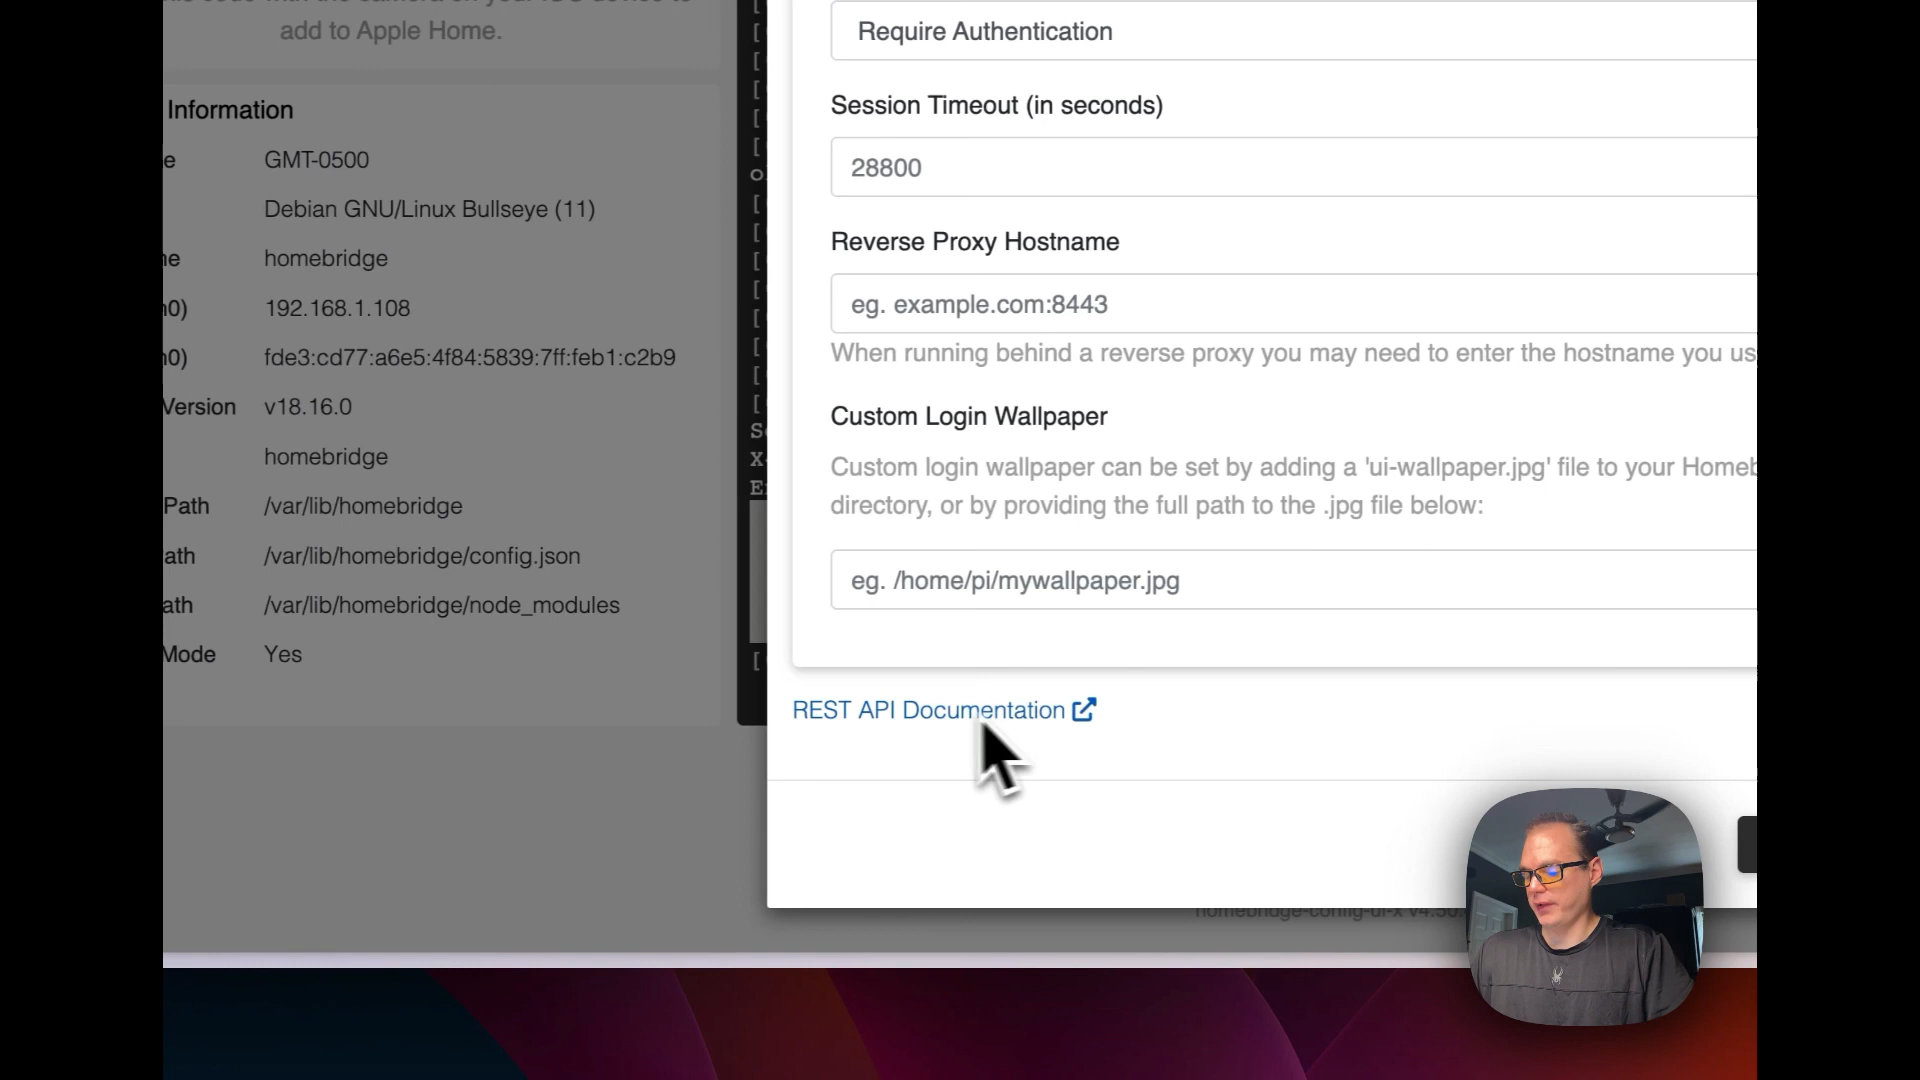 add to Apple Home.
Information
e GMT-0500
Debian GNU/Linux Bullseye (11)
ne homebridge
n0) 192.168.1.108
n0) fde3:cd77:a6e5:4f84:5839:7ff:feb1:c2b9
Version v18.16.0
homebridge
Path /var/lib/homebridge
ath /var/lib/homebridge/config.json
ath /var/lib/homebridge/node_modules
Mode Yes
Require Authentication
Session Timeout (in seconds)
28800
Reverse Proxy Hostname
eg. example.com:8443
When running behind a reverse proxy you may need to enter the hostname you us
Custom Login Wallpaper
Custom login wallpaper can be set by adding a 'ui-wallpaper.jpg' file to your Homeb
directory, or by providing the full path to the .jpg file below:
eg. /home/pi/mywallpaper.jpg
REST API Documentation